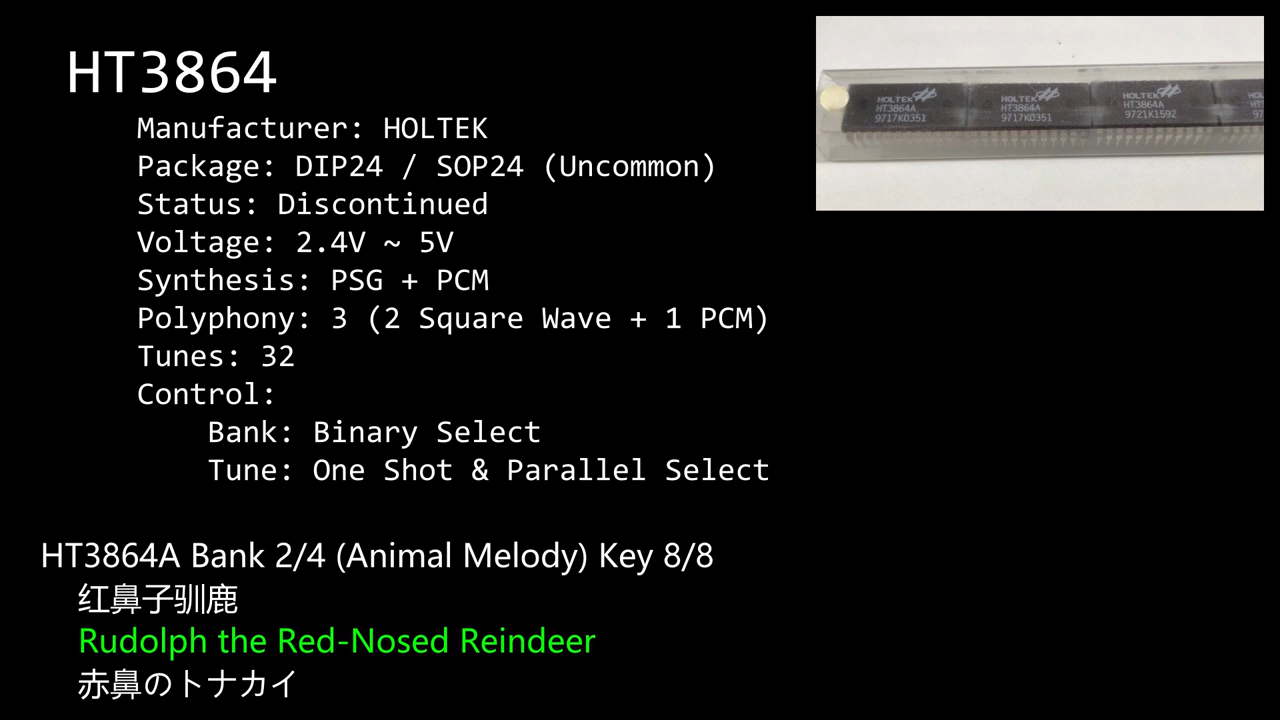 HT3864
Manufacturer: HOLTEK
Package: DIP24 / SOP24 (Uncommon)
Status: Discontinued
Voltage: 2.4V ~ 5V
Synthesis: PSG + PCM
Polyphony: 3 (2 Square Wave + 1 PCM)
Tunes: 32
Control:
Bank: Binary Select
Tune: One Shot & Parallel Select
HOLTEK
HT3864A
9717K0351
HOLTEK
HT3864A
9717K0351
HOLTEK
HT3864A
9721K1592
HT3864A Bank 2/4 (Animal Melody) Key 8/8
红鼻子驯鹿
Rudolph the Red-Nosed Reindeer
赤鼻のトナカイ